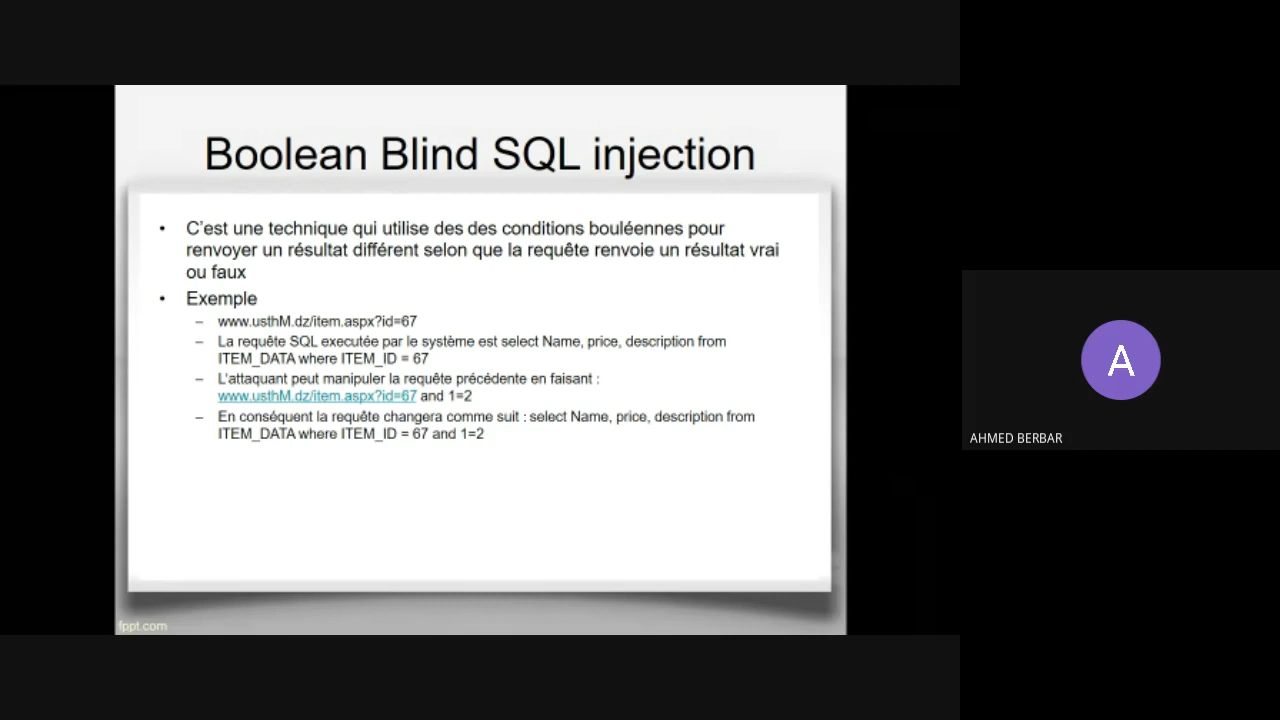 Boolean Blind SQL injection
• C'est une technique qui utilise des des conditions bouléennes pour
renvoyer un résultat différent selon que la requête renvoie un résultat vrai
ou faux
• Exemple
– www.usthM.dz/item.aspx?id=67
– La requête SQL executée par le système est select Name, price, description from
ITEM_DATA where ITEM_ID = 67
– L'attaquant peut manipuler la requête précédente en faisant :
www.usthM.dz/item.aspx?id=67 and 1=2
– En conséquent la requête changera comme suit : select Name, price, description from
ITEM_DATA where ITEM_ID = 67 and 1=2
fppt.com
A
AHMED BERBAR